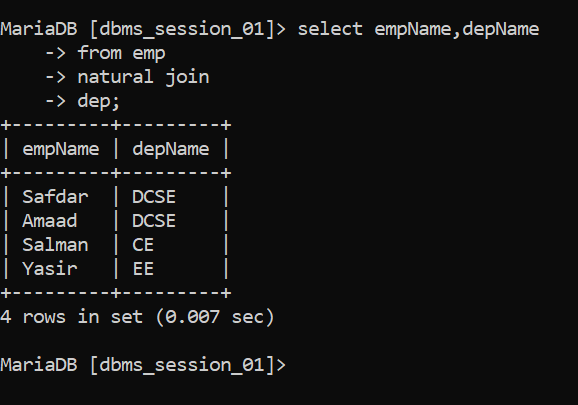 MariaDB [dbms_session_01]> select empName,depName
    -> from emp
    -> natural join
    -> dep;
+---------+---------+
| empName | depName |
+---------+---------+
| Safdar  | DCSE    |
| Amaad   | DCSE    |
| Salman  | CE      |
| Yasir   | EE      |
+---------+---------+
4 rows in set (0.007 sec)
MariaDB [dbms_session_01]>